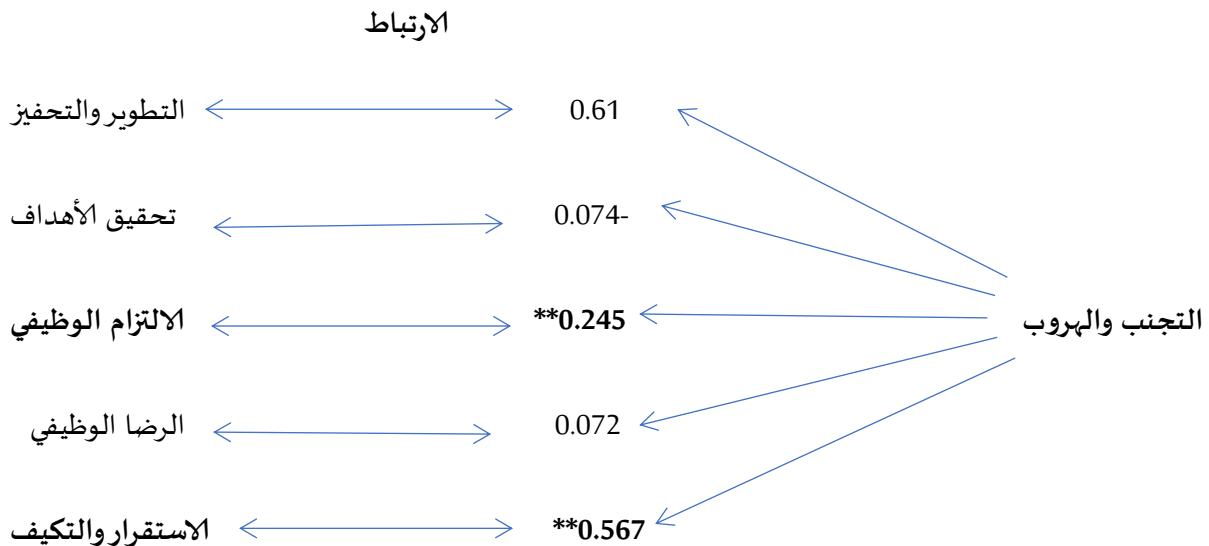 الارتباط
التطوير والتحفيز
0.61
تحقيق الأهداف
0.074-
الالتزام الوظيفي
**0.245
التجنب والهروب
الرضا الوظيفي
0.072
الاستقرار والتكيف
**0.567